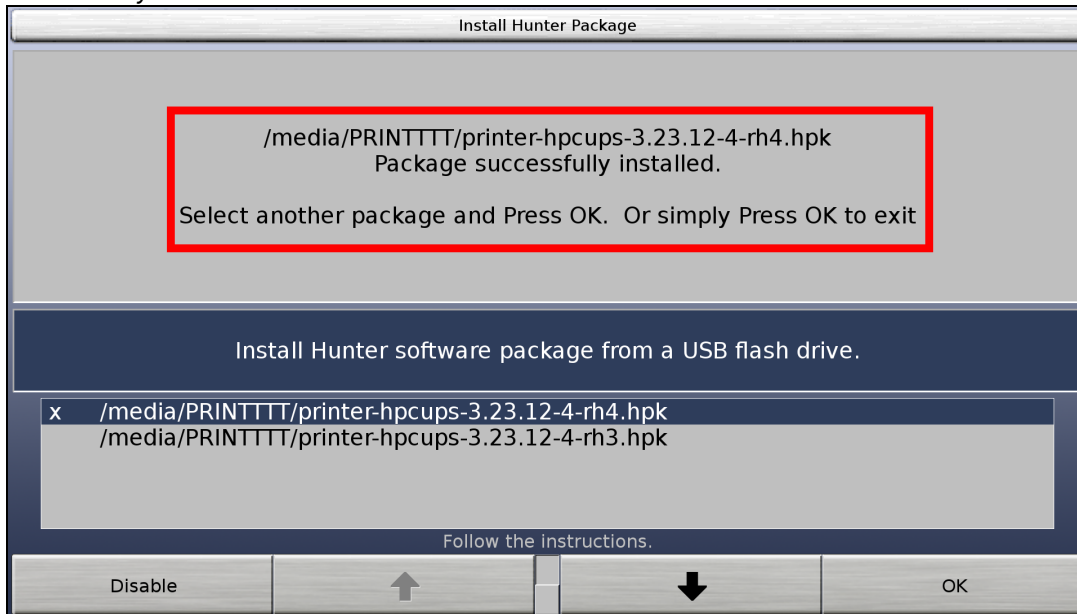 Install Hunter Package
/media/PRINTTTT/printer-hpcups-3.23.12-4-rh4.hpk
Package successfully installed.
Select another package and Press OK.  Or simply Press OK to exit
Install Hunter software package from a USB flash drive.
x /media/PRINTTTT/printer-hpcups-3.23.12-4-rh4.hpk
/media/PRINTTTT/printer-hpcups-3.23.12-4-rh3.hpk
Follow the instructions.
Disable
OK